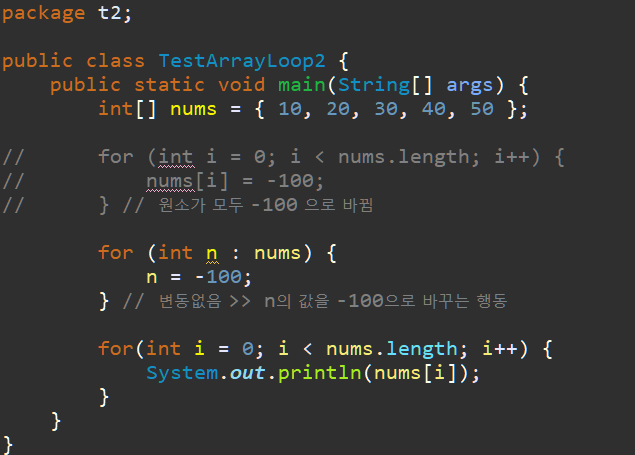 package t2;
public class TestArrayLoop2 {
public static void main(String[] args) {
int[] nums = { 10, 20, 30, 40, 50 };
// for (int i = 0; i < nums.length; i++) {
// nums[i] = -100;
// } // 원소가 모두 -100 으로 바뀜
for (int n : nums) {
n = -100;
} // 변동없음 >> n의 값을 -100으로 바꾸는 행동
for(int i = 0; i < nums.length; i++) {
System.out.println(nums[i]);
}
}
}